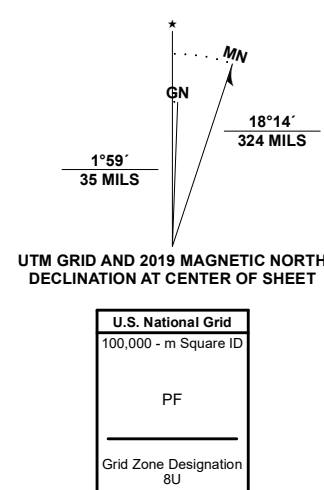 ★
MN
GN
18°14´
324 MILS
1°59´
35 MILS
UTM GRID AND 2019 MAGNETIC NORTH
DECLINATION AT CENTER OF SHEET
U.S. National Grid
100,000 - m Square ID
PF
Grid Zone Designation
8U